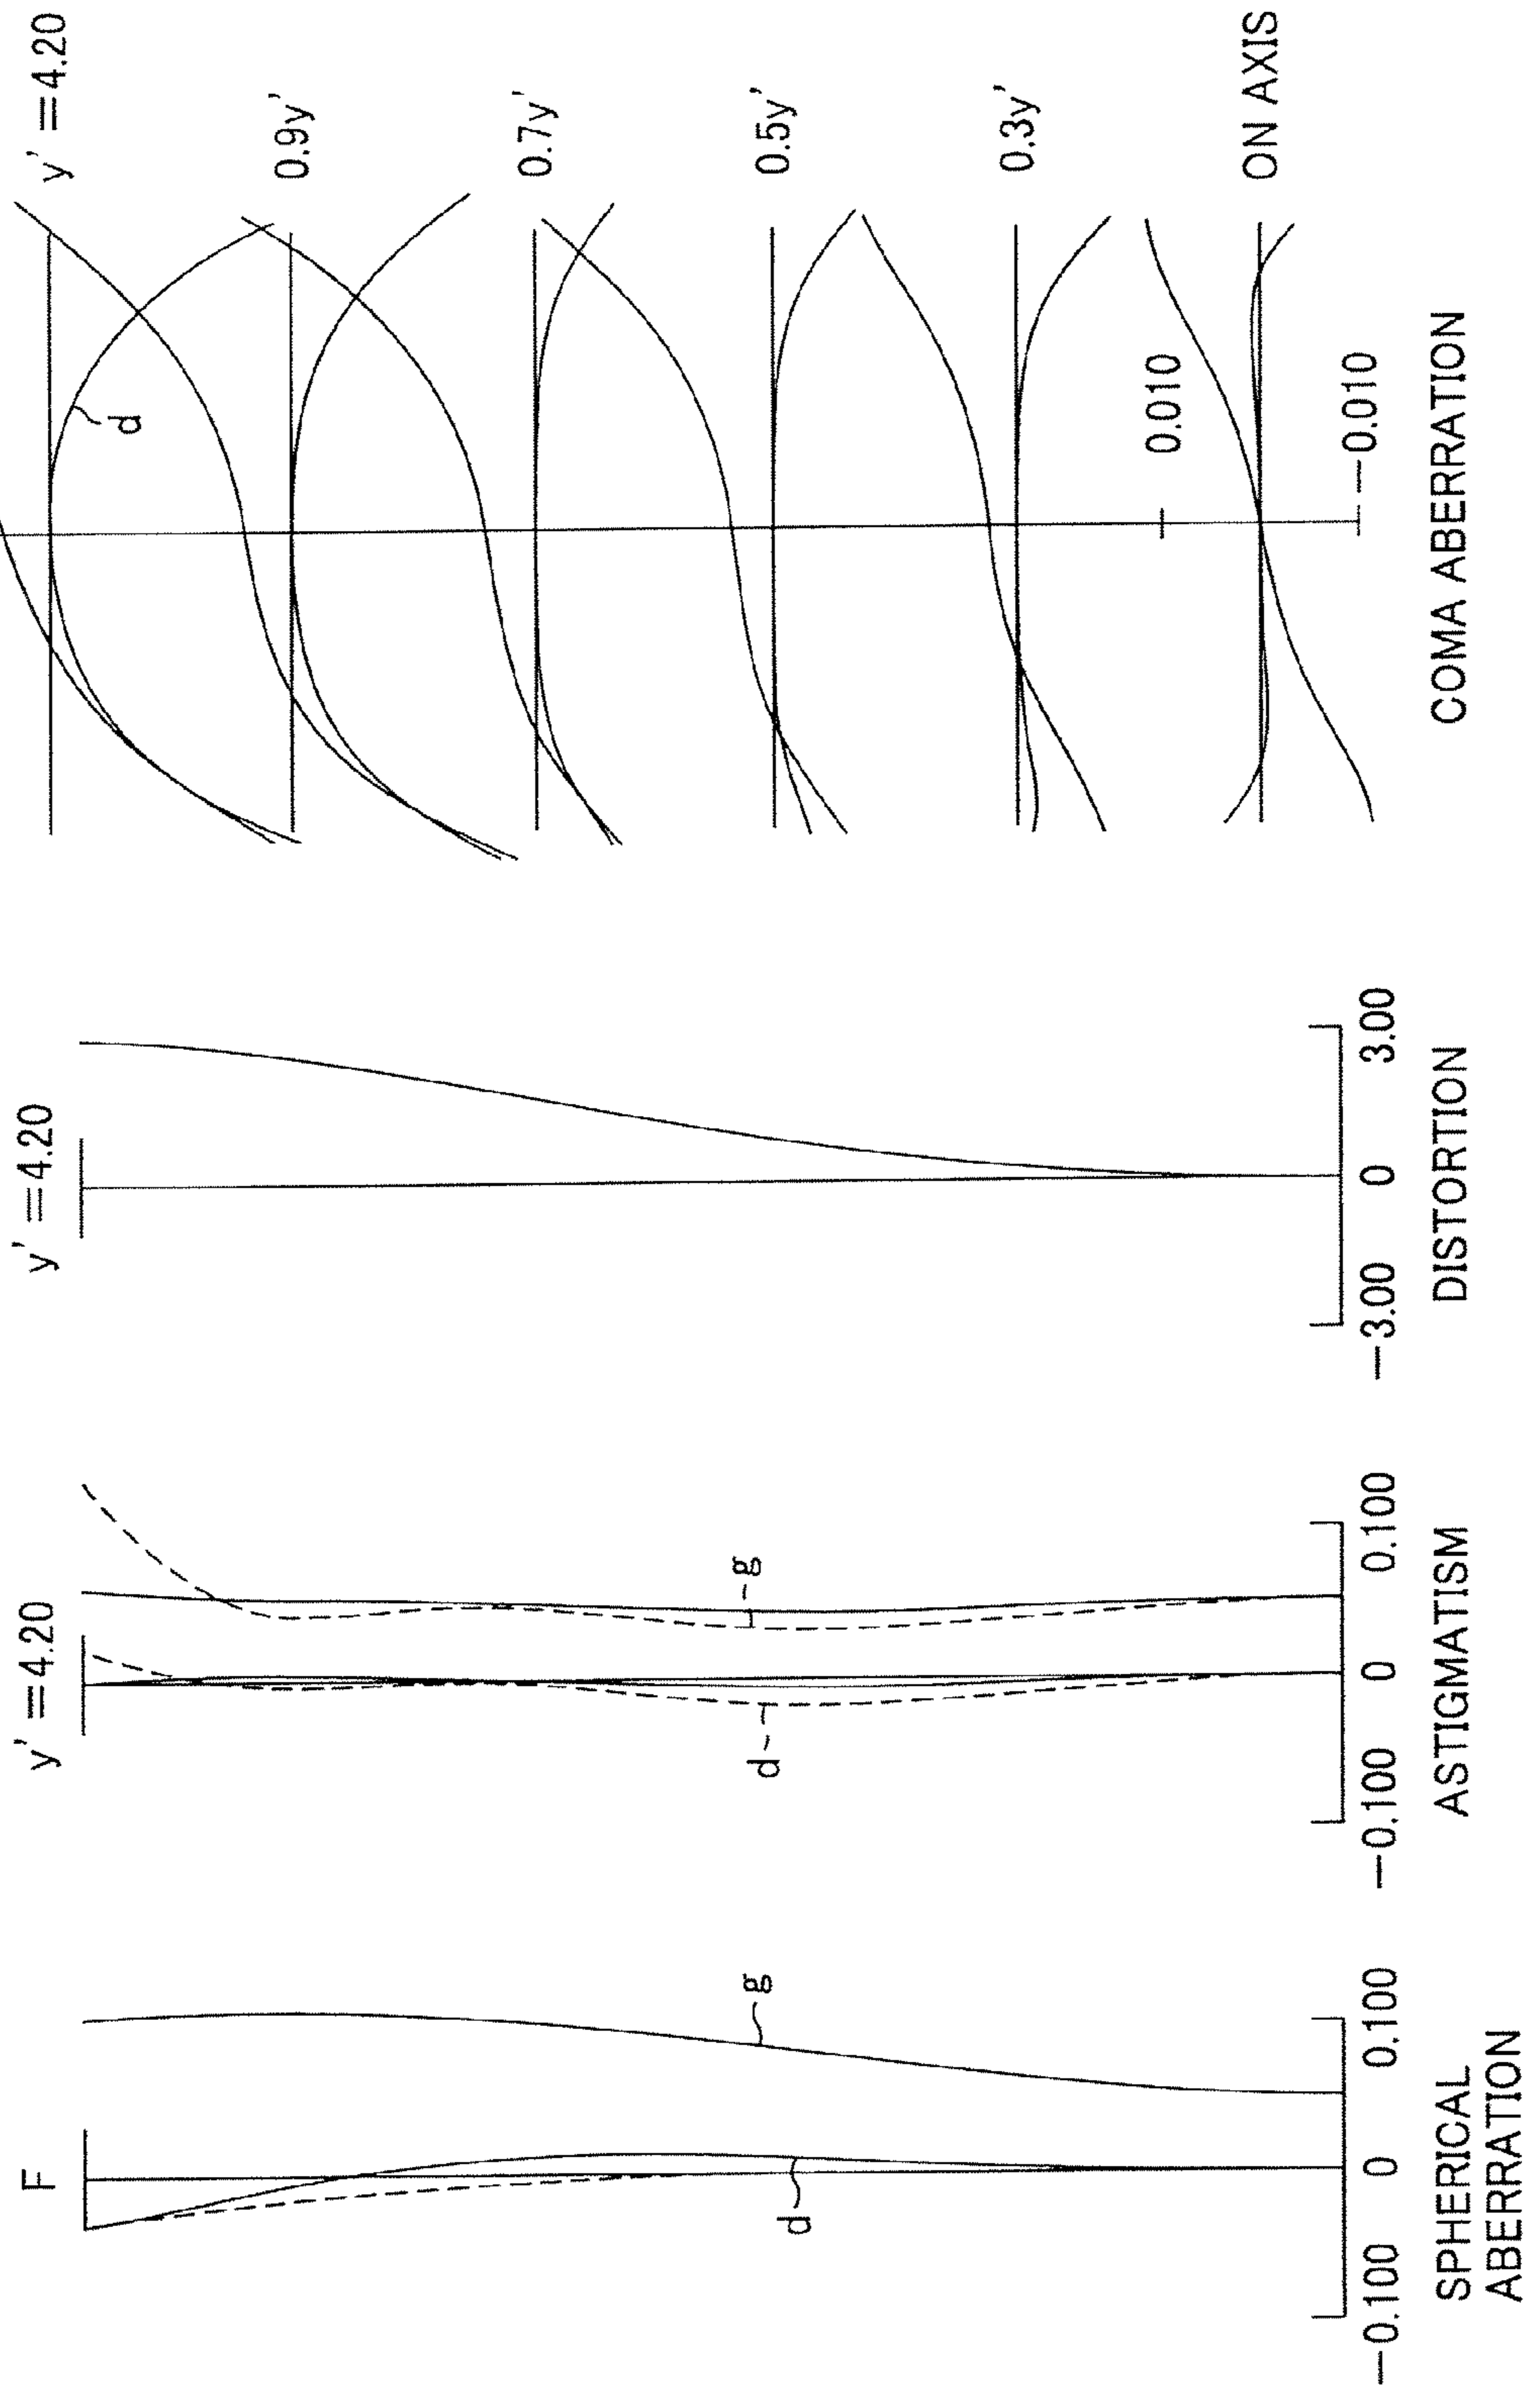 F
g
d
-0.100
0
0.100
SPHERICAL
ABERRATION
y'=4.20
g
d
-0.100
0
0.100
ASTIGMATISM
y'=4.20
-3.00
0
3.00
DISTORTION
y'=4.20
d
0.9y'
0.7y'
0.5y'
0.3y'
0.010
ON AXIS
-0.010
COMA ABERRATION